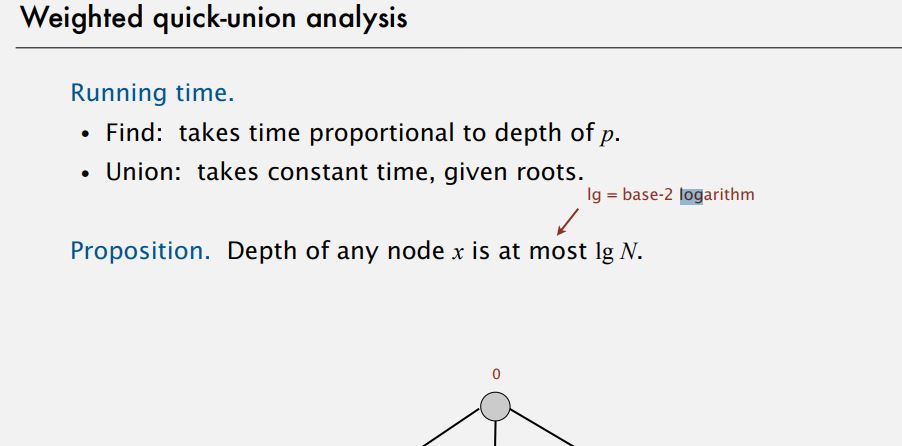 Weighted quick-union analysis
Running time.
• Find: takes time proportional to depth of p.
• Union: takes constant time, given roots.
lg = base-2 logarithm
Proposition. Depth of any node x is at most lg N.
0